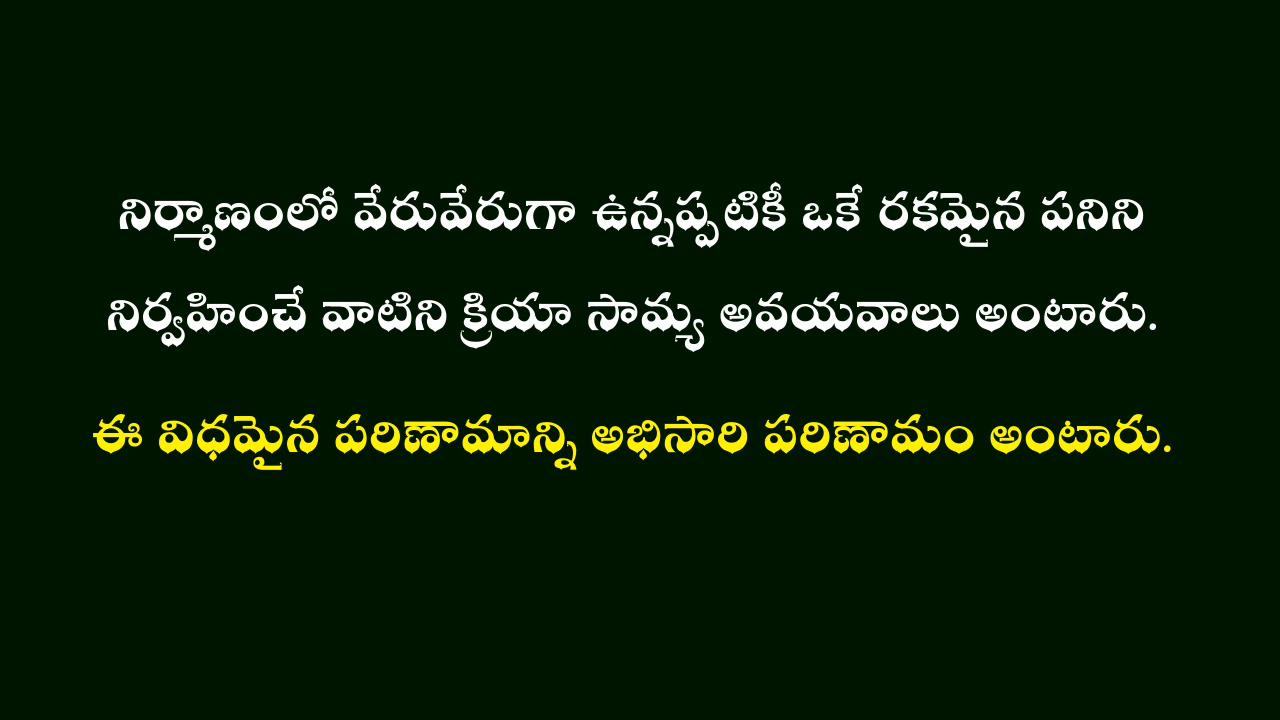 నిర్మాణంలో వేరువేరుగా ఉన్నప్పటికీ ఒకే రకమైన పనిని
నిర్వహించే వాటిని క్రియా సామ్య అవయవాలు అంటారు.
ఈ విధమైన పరిణామాన్ని అభిసారి పరిణామం అంటారు.